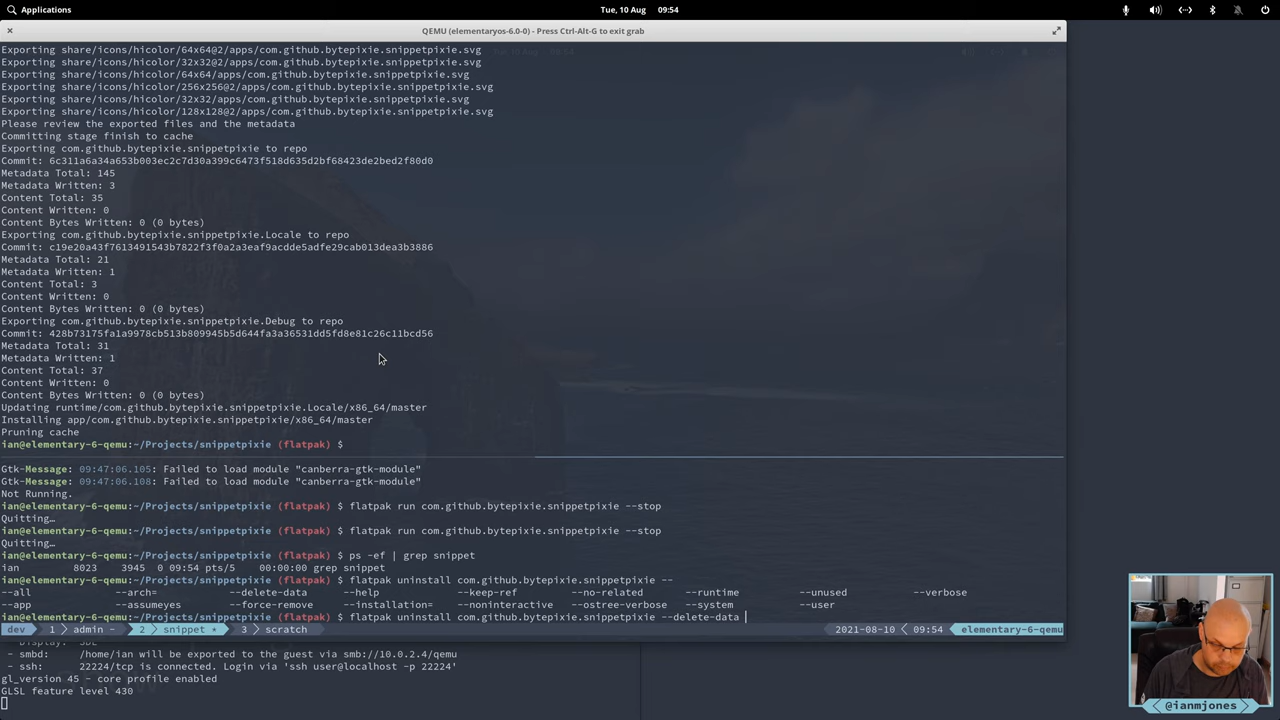 Applications
Tue, 10 Aug 09:54
QEMU (elementaryos-6.0-0) - Press Ctrl-Alt-G to exit grab
Exporting share/icons/hicolor/64x64@2/apps/com.github.bytepixie.snippetpixie.svg
Exporting share/icons/hicolor/32x32@2/apps/com.github.bytepixie.snippetpixie.svg
Exporting share/icons/hicolor/64x64/apps/com.github.bytepixie.snippetpixie.svg
Exporting share/icons/hicolor/256x256@2/apps/com.github.bytepixie.snippetpixie.svg
Exporting share/icons/hicolor/32x32/apps/com.github.bytepixie.snippetpixie.svg
Exporting share/icons/hicolor/128x128@2/apps/com.github.bytepixie.snippetpixie.svg
Please review the exported files and the metadata
Committing stage finish to cache
Exporting com.github.bytepixie.snippetpixie to repo
Commit: 6c311a6a34a653b003ec2c7d30a399c6473f518d635d2bf68423de2bed2f80d0
Metadata Total: 145
Metadata Written: 3
Content Total: 35
Content Written: 0
Content Bytes Written: 0 (0 bytes)
Exporting com.github.bytepixie.snippetpixie.Locale to repo
Commit: c19e20a43f7613491543b7822f3f0a2a3eaf9acdde5adfe29cab013dea3b3886
Metadata Total: 21
Metadata Written: 1
Content Total: 3
Content Written: 0
Content Bytes Written: 0 (0 bytes)
Exporting com.github.bytepixie.snippetpixie.Debug to repo
Commit: 428b73175fa1a9978cb513b809945b5d644fa3a36531dd5fd8e81c26c11bcd56
Metadata Total: 31
Metadata Written: 1
Content Total: 37
Content Written: 0
Content Bytes Written: 0 (0 bytes)
Updating runtime/com.github.bytepixie.snippetpixie.Locale/x86_64/master
Installing app/com.github.bytepixie.snippetpixie/x86_64/master
Pruning cache
ian@elementary-6-qemu:~/Projects/snippetpixie (flatpak) $
Gtk-Message: 09:47:06.105: Failed to load module "canberra-gtk-module"
Gtk-Message: 09:47:06.108: Failed to load module "canberra-gtk-module"
Not Running.
ian@elementary-6-qemu:~/Projects/snippetpixie (flatpak) $ flatpak run com.github.bytepixie.snippetpixie --stop
Quitting…
ian@elementary-6-qemu:~/Projects/snippetpixie (flatpak) $ flatpak run com.github.bytepixie.snippetpixie --stop
Quitting…
ian@elementary-6-qemu:~/Projects/snippetpixie (flatpak) $ ps -ef | grep snippet
ian 8023 3945 0 09:54 pts/5 00:00:00 grep snippet
ian@elementary-6-qemu:~/Projects/snippetpixie (flatpak) $ flatpak uninstall com.github.bytepixie.snippetpixie --
--all --arch= --delete-data --help --keep-ref --no-related --runtime --unused --verbose
--app --assumeyes --force-remove --installation= --noninteractive --ostree-verbose --system --user
ian@elementary-6-qemu:~/Projects/snippetpixie (flatpak) $ flatpak uninstall com.github.bytepixie.snippetpixie --delete-data
dev 1 admin - 2 snippet * 3 scratch 2021-08-10 09:54 elementary-6-qemu
- smbd: /home/ian will be exported to the guest via smb://10.0.2.4/qemu
- ssh: 22224/tcp is connected. Login via 'ssh user@localhost -p 22224'
gl_version 45 - core profile enabled
GLSL feature level 430
@ianmjones